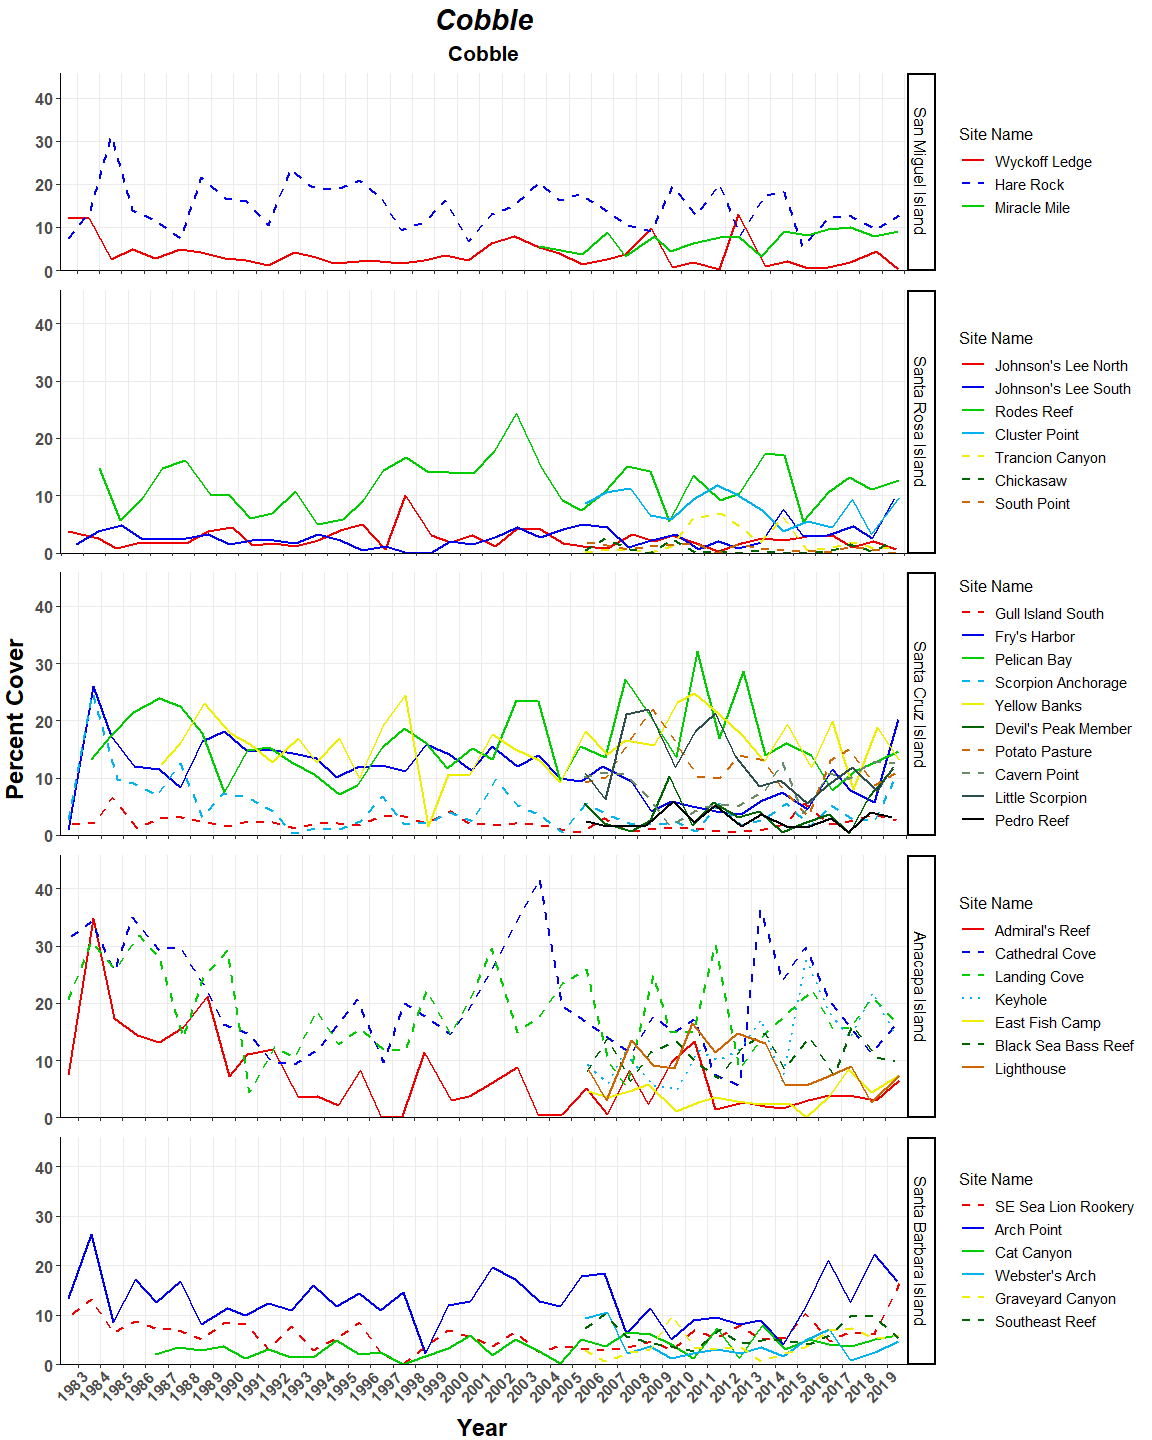 Cobble
Cobble
Percent Cover
40
30
20
10
0
San Miguel Island
Site Name
Wyckoff Ledge
Hare Rock
Miracle Mile
40
30
20
10
0
Santa Rosa Island
Site Name
Johnson's Lee North
Johnson's Lee South
Rodes Reef
Cluster Point
Trancion Canyon
Chickasaw
South Point
40
30
20
10
0
Santa Cruz Island
Site Name
Gull Island South
Fry's Harbor
Pelican Bay
Scorpion Anchorage
Yellow Banks
Devil's Peak Member
Potato Pasture
Cavern Point
Little Scorpion
Pedro Reef
40
30
20
10
0
Anacapa Island
Site Name
Admiral's Reef
Cathedral Cove
Landing Cove
Keyhole
East Fish Camp
Black Sea Bass Reef
Lighthouse
40
30
20
10
0
Santa Barbara Island
Site Name
SE Sea Lion Rookery
Arch Point
Cat Canyon
Webster's Arch
Graveyard Canyon
Southeast Reef
1983 1984 1985 1986 1987 1988 1989 1990 1991 1992 1993 1994 1995 1996 1997 1998 1999 2000 2001 2002 2003 2004 2005 2006 2007 2008 2009 2010 2011 2012 2013 2014 2015 2016 2017 2018 2019
Year